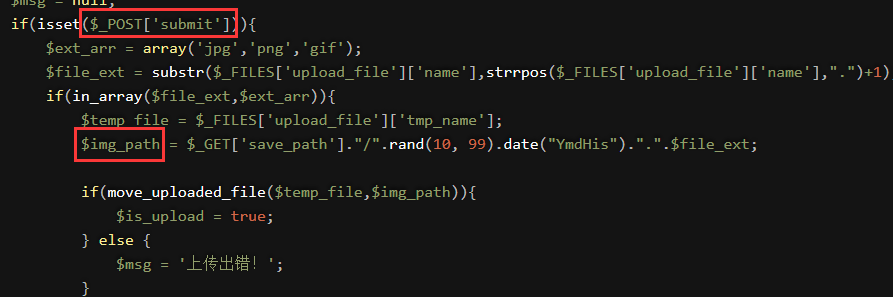 $msg = null;
if(isset($_POST['submit'])){
$ext_arr = array('jpg','png','gif');
$file_ext = substr($_FILES['upload_file']['name'],strrpos($_FILES['upload_file']['name'],".")+1)
if(in_array($file_ext,$ext_arr)){
$temp_file = $_FILES['upload_file']['tmp_name'];
$img_path = $_GET['save_path']."/".rand(10, 99).date("YmdHis").".".$file_ext;
if(move_uploaded_file($temp_file,$img_path)){
$is_upload = true;
} else {
$msg = '上传出错！';
}